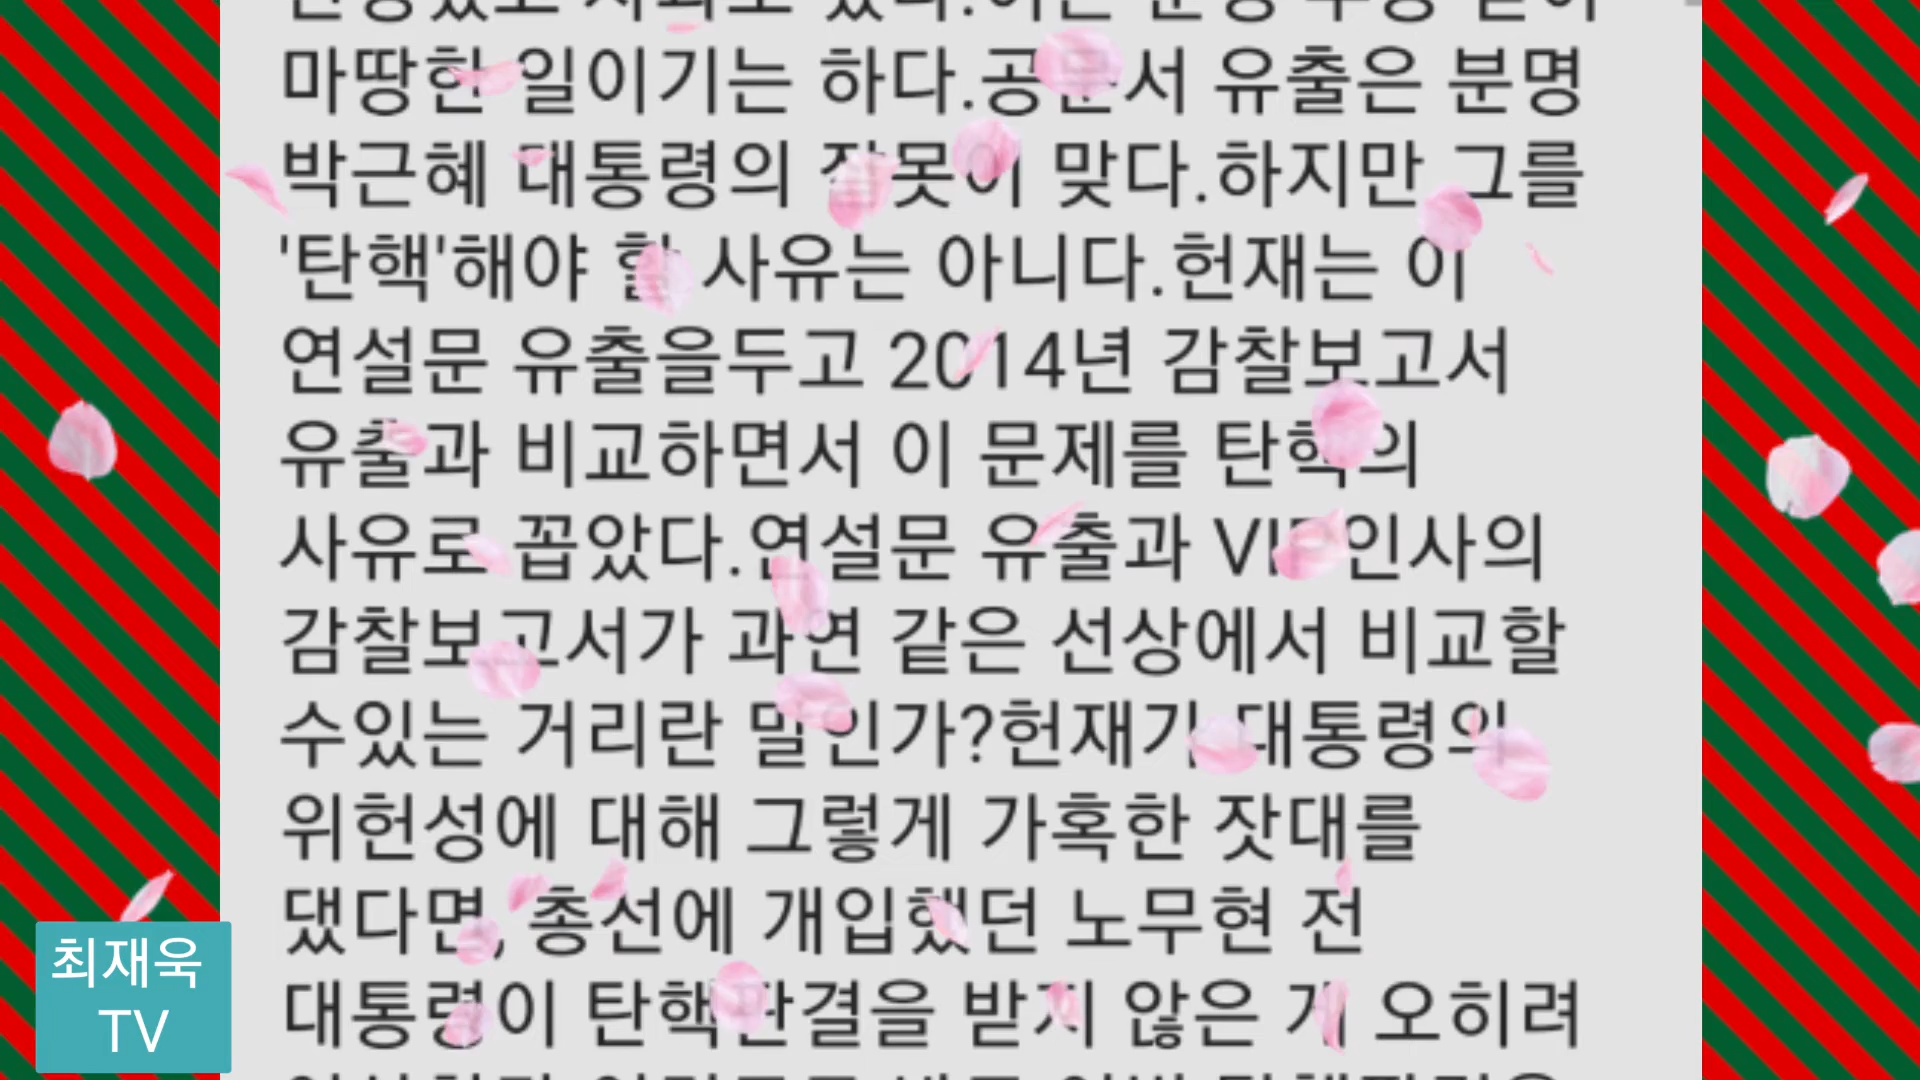 마땅한 일이기는 하다.공문서 유출은 분명
박근혜 대통령의 잘못이 맞다.하지만 그를
'탄핵'해야 할 사유는 아니다.헌재는 이
연설문 유출을두고 2014년 감찰보고서
유출과 비교하면서 이 문제를 탄핵의
사유로 꼽았다.연설문 유출과 VIP인사의
감찰보고서가 과연 같은 선상에서 비교할
수있는 거리란 말인가?헌재가 대통령의
위헌성에 대해 그렇게 가혹한 잣대를
댔다면, 총선에 개입했던 노무현 전
대통령이 탄핵판결을 받지 않은 게 오히려
최재욱
TV